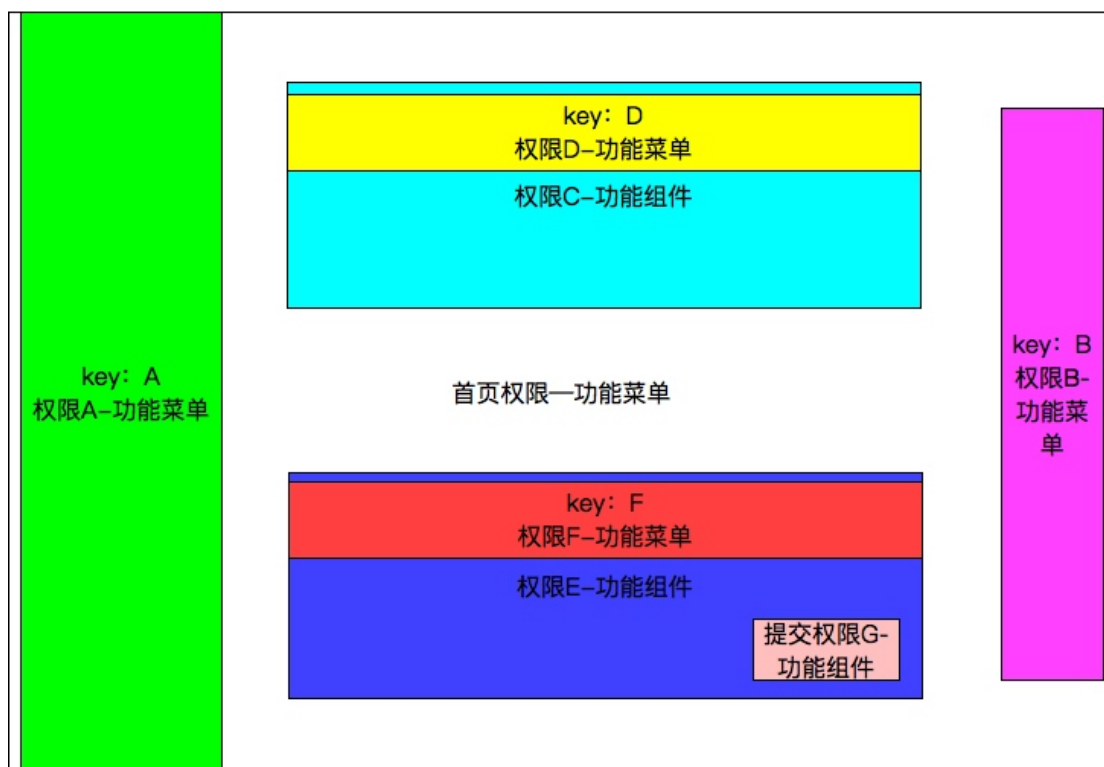 key：D
权限D-功能菜单
权限C-功能组件
key：A
权限A-功能菜单
首页权限—功能菜单
key：B
权限B-
功能菜
单
key：F
权限F-功能菜单
权限E-功能组件
提交权限G-
功能组件